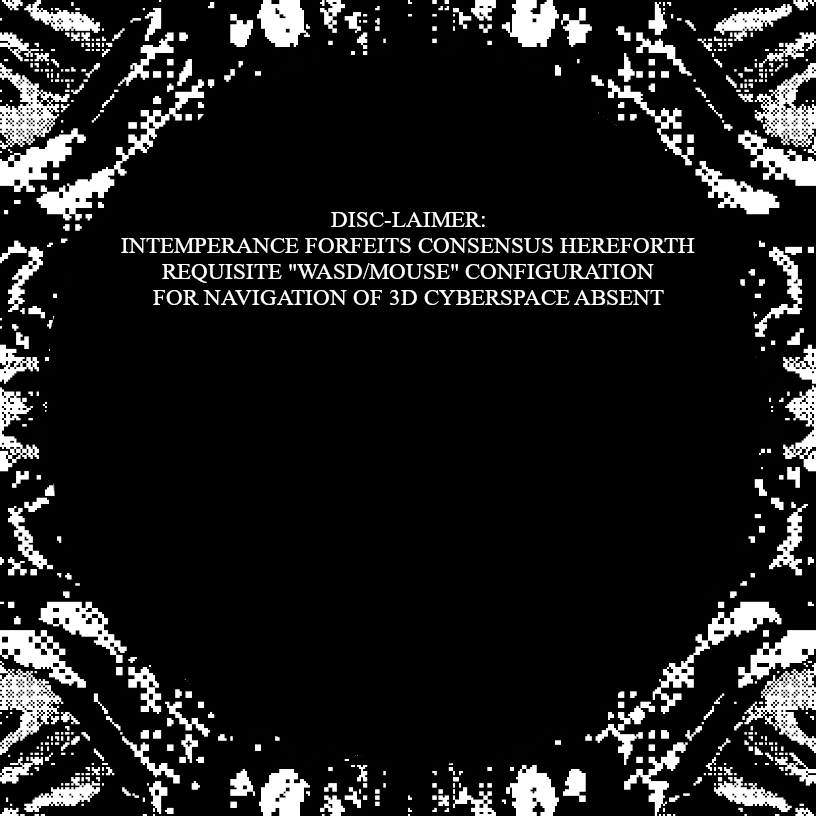 DISC-LAIMER:
INTEMPERANCE FORFEITS CONSENSUS HEREFORTH
REQUISITE "WASD/MOUSE" CONFIGURATION
FOR NAVIGATION OF 3D CYBERSPACE ABSENT